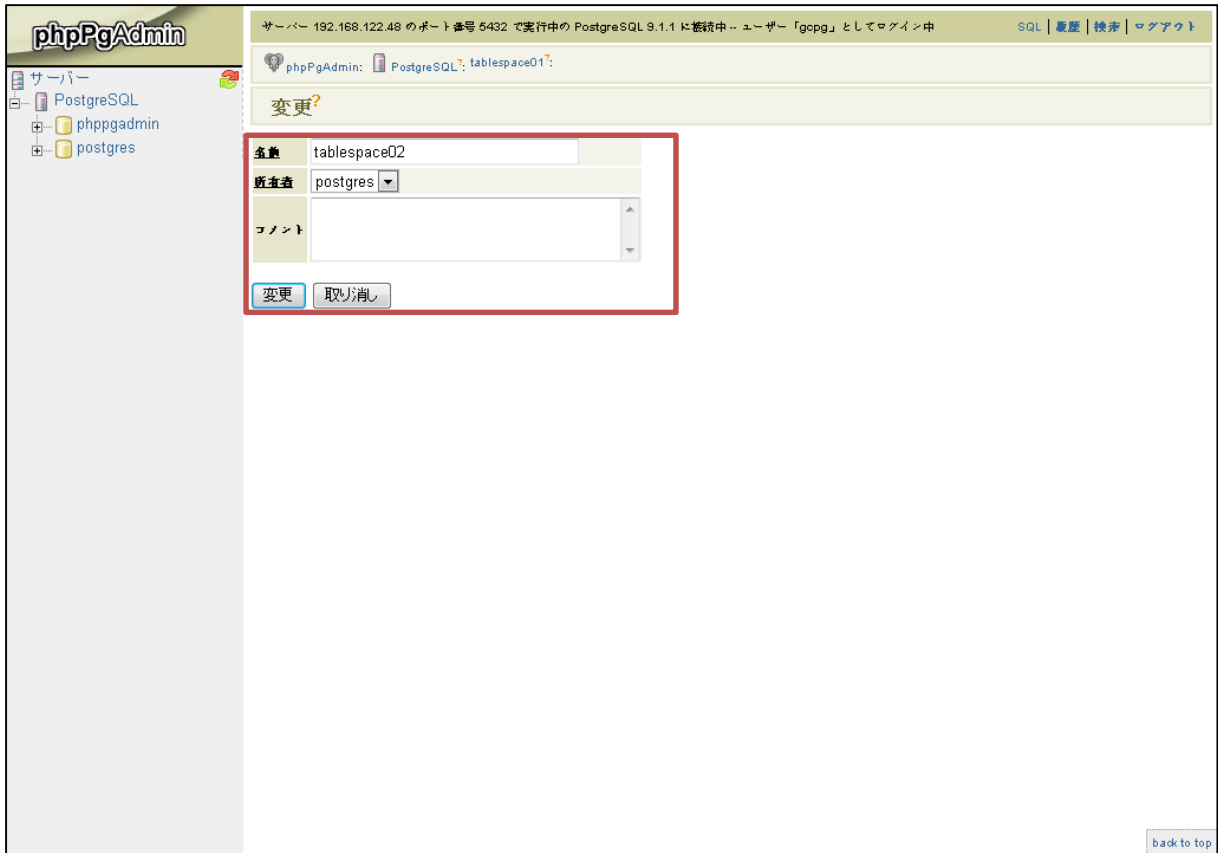 phpPgAdmin
サーバー
PostgreSQL
phppgadmin
postgres
サーバー 192.168.122.48 のポート番号 5432 で実行中の PostgreSQL 9.1.1 に接続中 -- ユーザー「gopg」としてログイン中
SQL | 履歴 | 検索 | ログアウト
phpPgAdmin: PostgreSQL?: tablespace01?:
変更?
名前 tablespace02
所有者 postgres
コメント
変更 取り消し
back to top